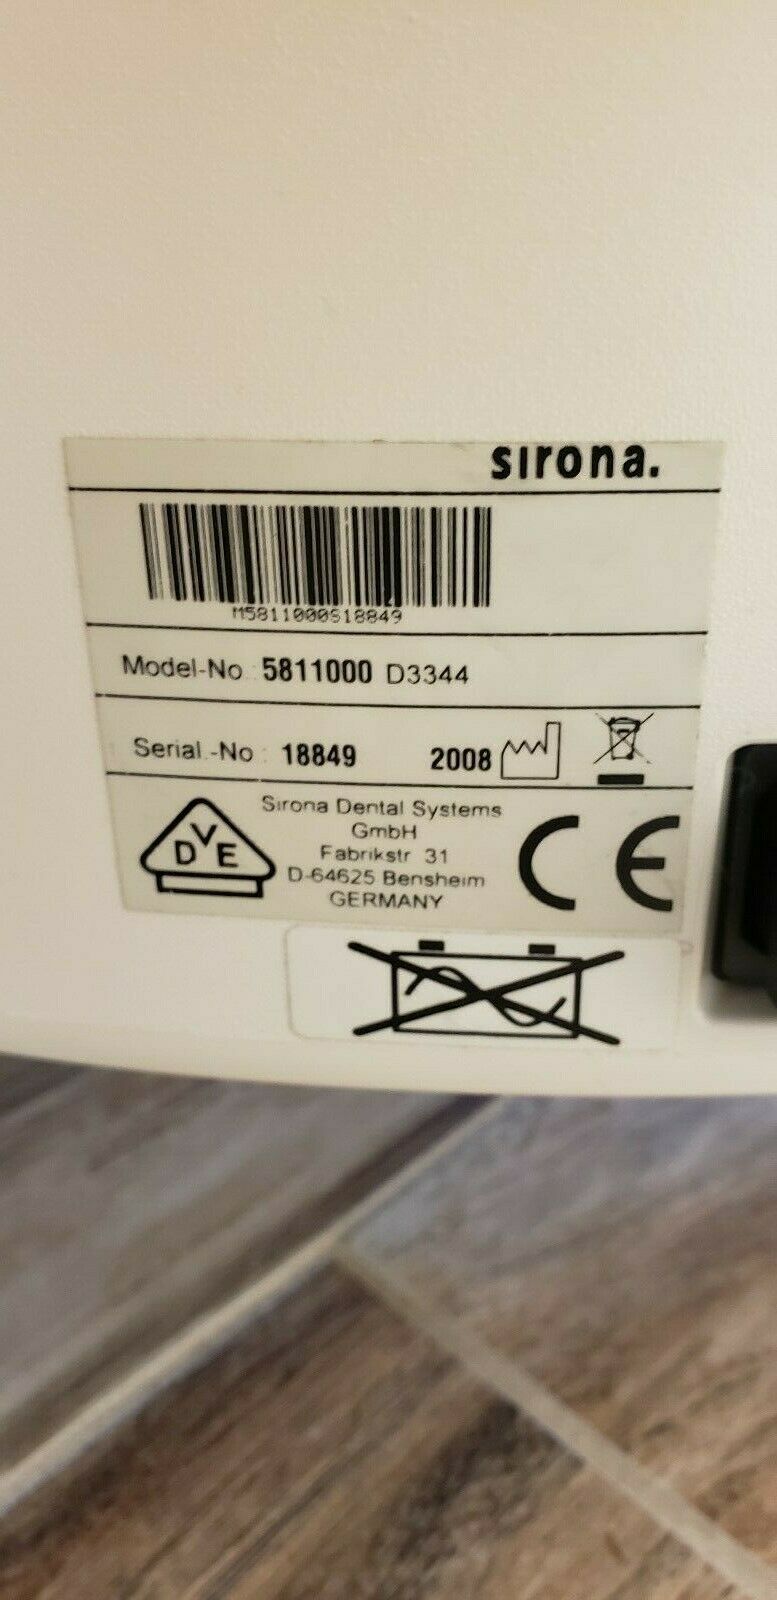 sirona.
M5811000S18849
Model-No : 5811000 D3344
Serial.-No : 18849 2008
DVE
Sirona Dental Systems
GmbH
Fabrikstr 31
D-64625 Bensheim
GERMANY
CE